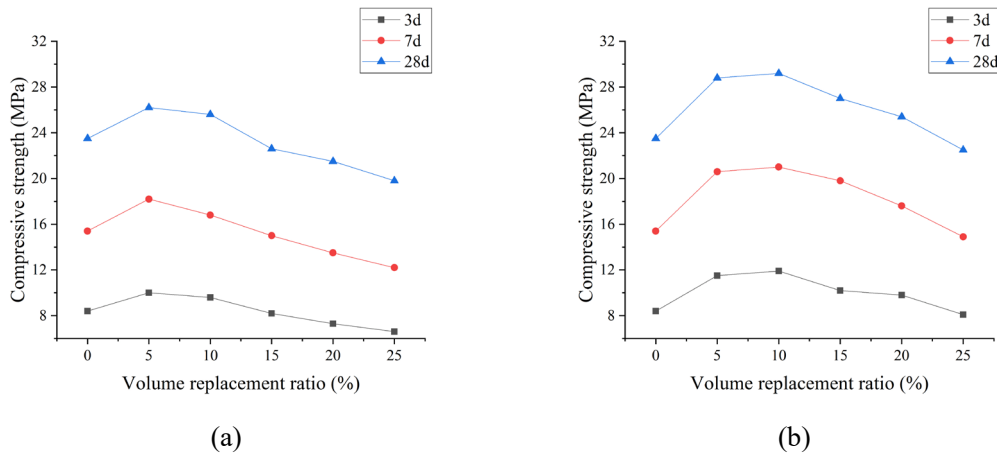 3d
7d
28d
32
28
24
20
16
12
8
Compressive strength (MPa)
0 5 10 15 20 25
Volume replacement ratio (%)
(a)
3d
7d
28d
32
28
24
20
16
12
8
Compressive strength (MPa)
0 5 10 15 20 25
Volume replacement ratio (%)
(b)